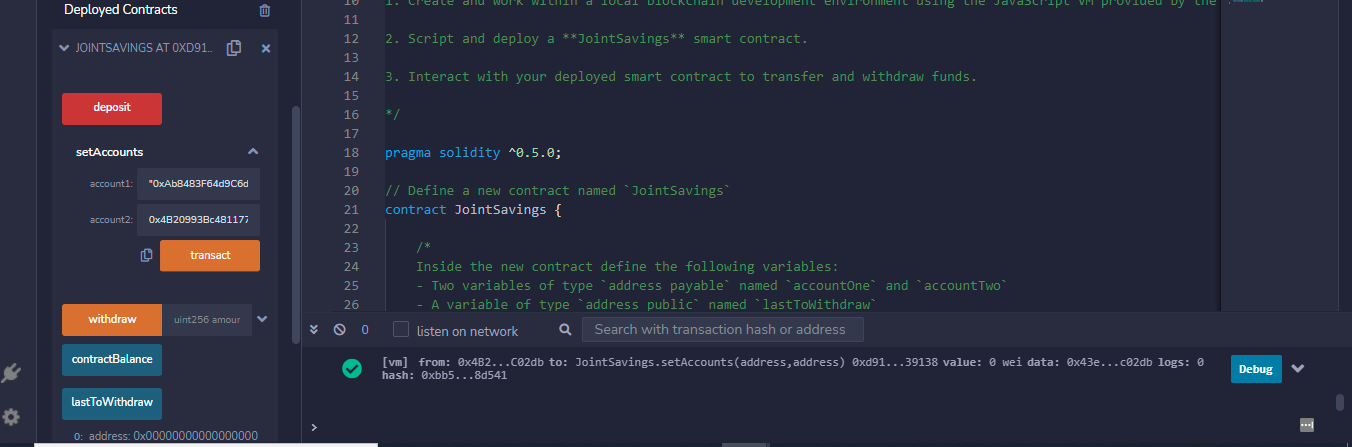 Deployed Contracts
JOINTSAVINGS AT 0XD91...
deposit
setAccounts
account1: "0xAb8483F64d9C6d
account2: 0x4B20993Bc481177
transact
withdraw uint256 amour
contractBalance
lastToWithdraw
0: address: 0x00000000000000000
10 1. Create and work within a local blockchain development environment using the JavaScript VM provided by the
11
12 2. Script and deploy a **JointSavings** smart contract.
13
14 3. Interact with your deployed smart contract to transfer and withdraw funds.
15
16 */
17
18 pragma solidity ^0.5.0;
19
20 // Define a new contract named `JointSavings`
21 contract JointSavings {
22
23 /*
24 Inside the new contract define the following variables:
25 - Two variables of type `address payable` named `accountOne` and `accountTwo`
26 - A variable of type `address public` named `lastToWithdraw`
0 listen on network Search with transaction hash or address
[vm] from: 0x4B2...C02db to: JointSavings.setAccounts(address,address) 0xd91...39138 value: 0 wei data: 0x43e...c02db logs: 0
hash: 0xbb5...8d541
Debug
>